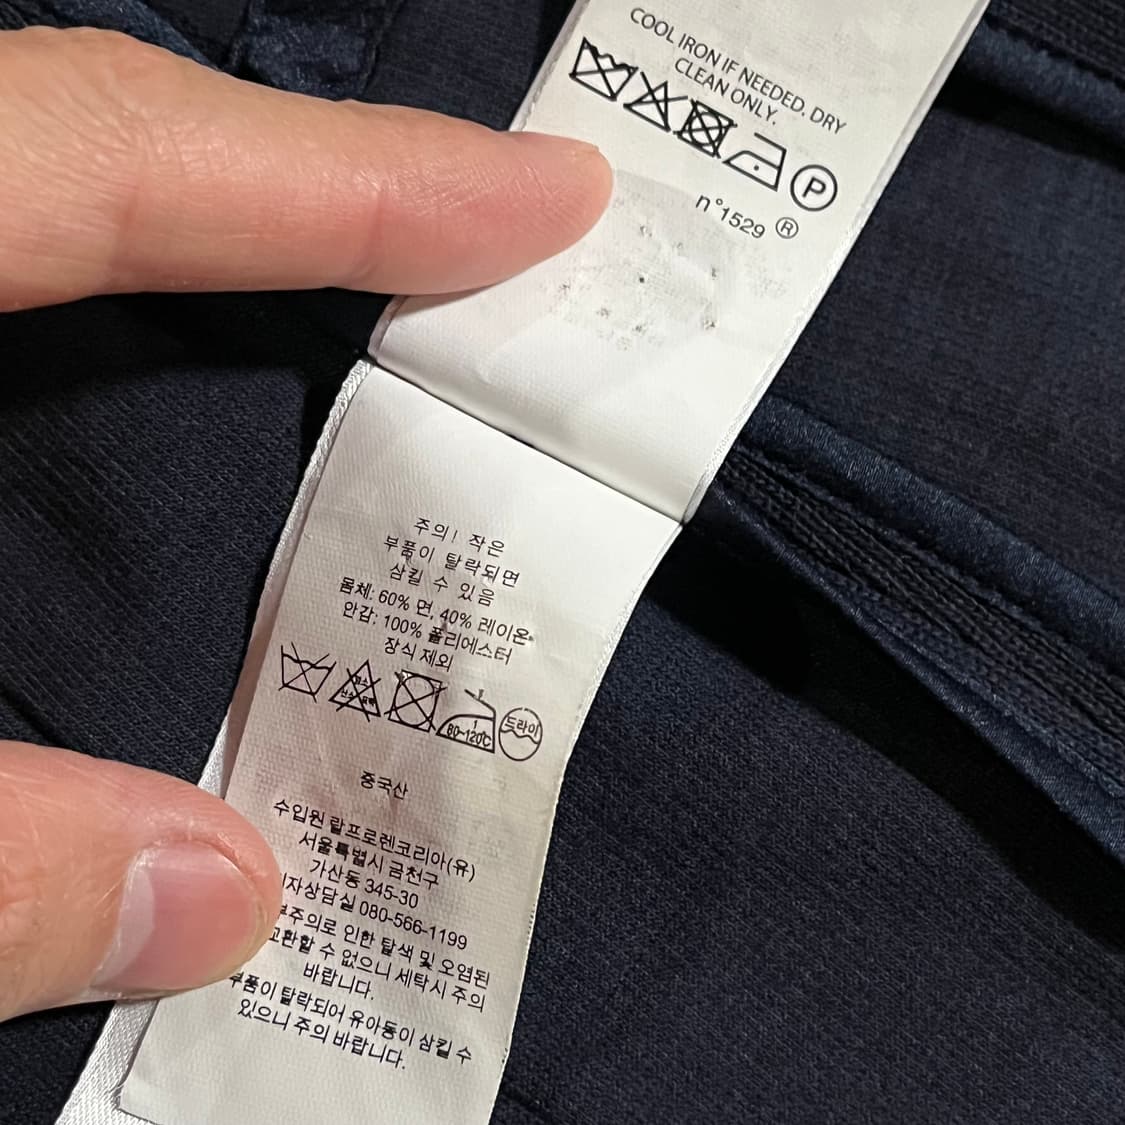 COOL IRON IF NEEDED. DRY
CLEAN ONLY.
P
n°1529 ®
주의! 작은
부품이 탈락되면
삼킬 수 있음
몸체: 60% 면, 40% 레이온
안감: 100% 폴리에스터
장식 제외
80~120℃
드라이
중국산
수입원 랄프로렌코리아(유)
서울특별시 금천구
가산동 345-30
자상담실 080-566-1199
부주의로 인한 탈색 및 오염된
교환할 수 없으니 세탁시 주의
바랍니다.
부품이 탈락되어 유아동이 삼킬 수
있으니 주의 바랍니다.